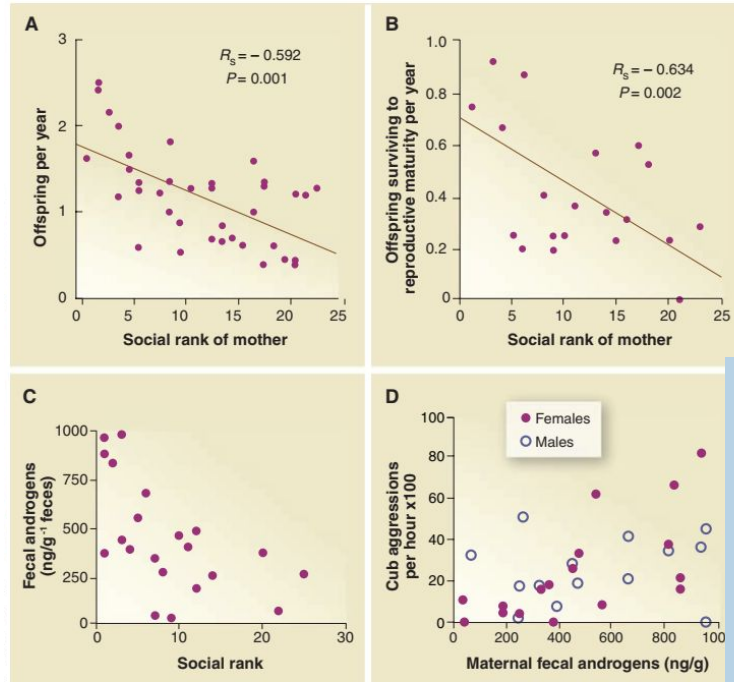 A
3
2
1
0
Offspring per year
R_s = – 0.592
P = 0.001
0 5 10 15 20 25
Social rank of mother
B
1.0
0.8
0.6
0.4
0.2
0
Offspring surviving to
reproductive maturity per year
R_s = – 0.634
P = 0.002
0 5 10 15 20 25
Social rank of mother
C
1000
750
500
250
0
Fecal androgens
(ng/g⁻¹ feces)
0 10 20 30
Social rank
D
Females
Males
100
80
60
40
20
0
Cub aggressions
per hour x100
0 200 400 600 800 1000
Maternal fecal androgens (ng/g)